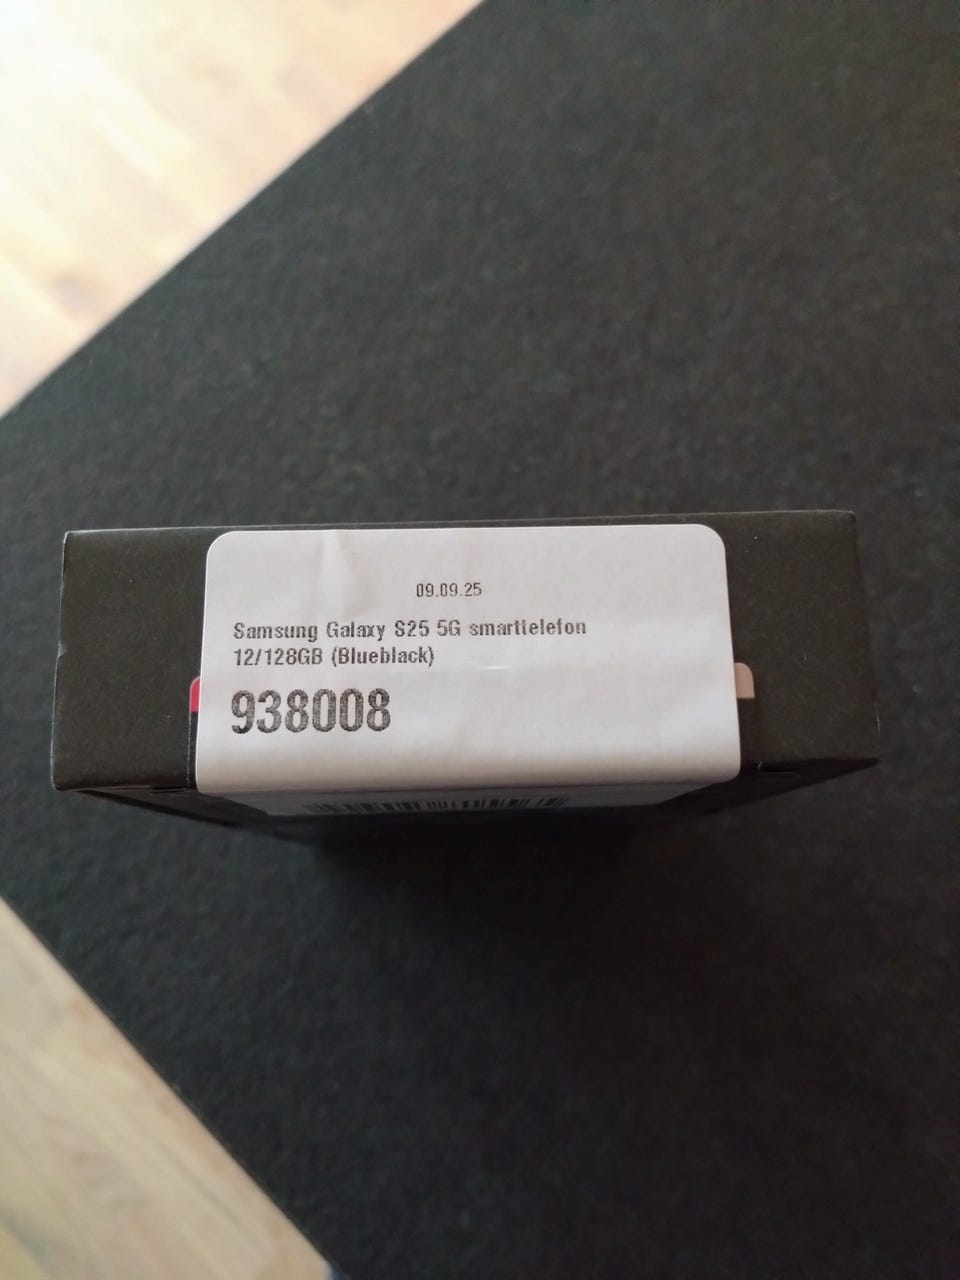 09.09.25
Samsung Galaxy S25 5G smarttelefon
12/128GB (Blueblack)
938008